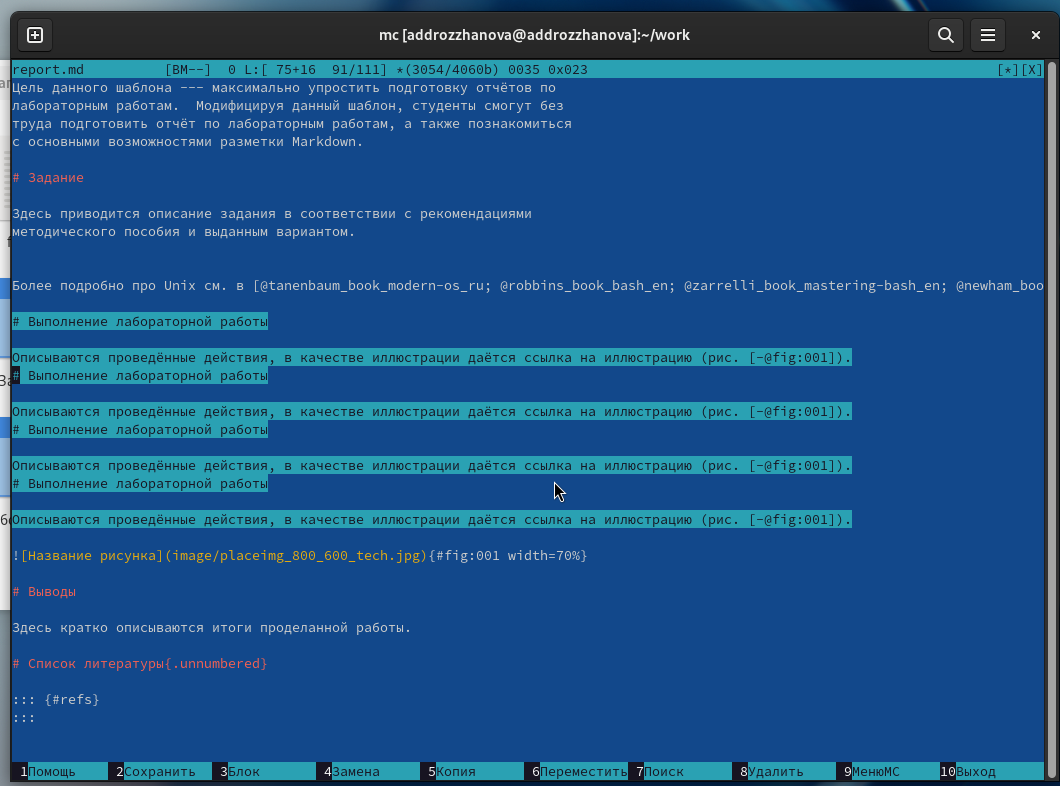 mc [addrozzhanova@addrozzhanova]:~/work
report.md          [BM--]  0 L:[ 75+16  91/111] *(3054/4060b) 0035 0x023 [*][X]
Цель данного шаблона --- максимально упростить подготовку отчётов по
лабораторным работам.  Модифицируя данный шаблон, студенты смогут без
труда подготовить отчёт по лабораторным работам, а также познакомиться
с основными возможностями разметки Markdown.
# Задание
Здесь приводится описание задания в соответствии с рекомендациями
методического пособия и выданным вариантом.
Более подробно про Unix см. в [@tanenbaum_book_modern-os_ru; @robbins_book_bash_en; @zarrelli_book_mastering-bash_en; @newham_boo
# Выполнение лабораторной работы
Описываются проведённые действия, в качестве иллюстрации даётся ссылка на иллюстрацию (рис. [-@fig:001]).
# Выполнение лабораторной работы
Описываются проведённые действия, в качестве иллюстрации даётся ссылка на иллюстрацию (рис. [-@fig:001]).
# Выполнение лабораторной работы
Описываются проведённые действия, в качестве иллюстрации даётся ссылка на иллюстрацию (рис. [-@fig:001]).
# Выполнение лабораторной работы
Описываются проведённые действия, в качестве иллюстрации даётся ссылка на иллюстрацию (рис. [-@fig:001]).
![Название рисунка](image/placeimg_800_600_tech.jpg){#fig:001 width=70%}
# Выводы
Здесь кратко описываются итоги проделанной работы.
# Список литературы{.unnumbered}
::: {#refs}
:::
1Помощь 2Сохранить 3Блок 4Замена 5Копия 6Переместить 7Поиск 8Удалить 9МенюMC 10Выход